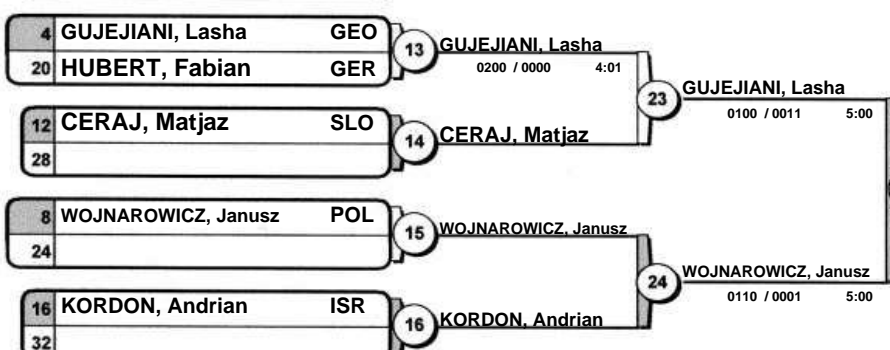 4 GUJEJIANI, Lasha GEO
20 HUBERT, Fabian GER
13
GUJEJIANI, Lasha
0200 / 0000 4:01
12 CERAJ, Matjaz SLO
28
14
CERAJ, Matjaz
23
GUJEJIANI, Lasha
0100 / 0011 5:00
8 WOJNAROWICZ, Janusz POL
24
15
WOJNAROWICZ, Janusz
16 KORDON, Andrian ISR
32
16
KORDON, Andrian
24
WOJNAROWICZ, Janusz
0110 / 0001 5:00